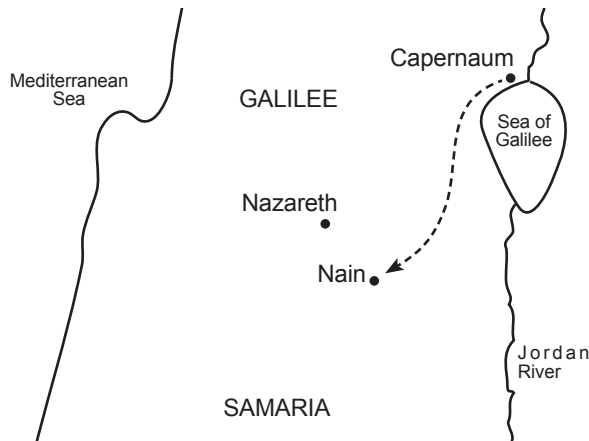 Capernaum
Mediterranean
Sea
GALILEE
Sea of
Galilee
Nazareth
Nain
Jordan
River
SAMARIA